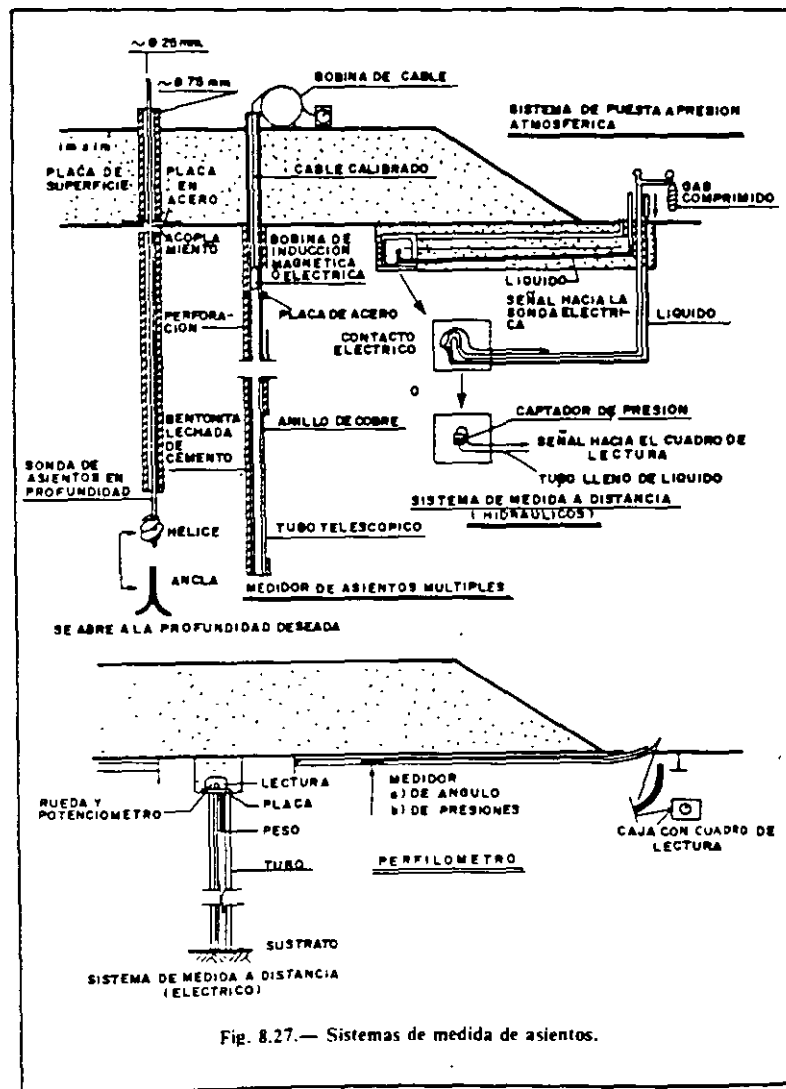 ~ Ø 25 mm
~ Ø 75 mm
BOBINA DE CABLE
SISTEMA DE PUESTA A PRESION
ATMOSFERICA
1m x 1m
PLACA DE
SUPERFICIE
PLACA
EN
ACERO
CABLE CALIBRADO
GAS
COMPRIMIDO
ACOPLA
MIENTO
BOBINA DE
INDUCCION
MAGNETICA
O ELECTRICA
LIQUIDO
SEÑAL HACIA LA
SONDA ELECTRI-
CA
LIQUIDO
PERFORA-
CION
PLACA DE ACERO
CONTACTO
ELECTRICO
O
BENTONITA
LECHADA
DE
CEMENTO
ANILLO DE COBRE
CAPTADOR DE PRESION
SEÑAL HACIA EL CUADRO DE
LECTURA
TUBO LLENO DE LIQUIDO
SONDA DE
ASIENTOS EN
PROFUNDIDAD
SISTEMA DE MEDIDA A DISTANCIA
(HIDRAULICOS)
HÉLICE
TUBO TELESCOPICO
ANCLA
MEDIDOR DE ASIENTOS MULTIPLES
SE ABRE A LA PROFUNDIDAD DESEADA
LECTURA
PLACA
RUEDA Y
POTENCIOMETRO
PESO
TUBO
MEDIDOR
a) DE ANGULO
b) DE PRESIONES
PERFILOMETRO
CAJA CON CUADRO DE
LECTURA
SUSTRATO
SISTEMA DE MEDIDA A DISTANCIA
(ELECTRICO)
Fig. 8.27.— Sistemas de medida de asientos.